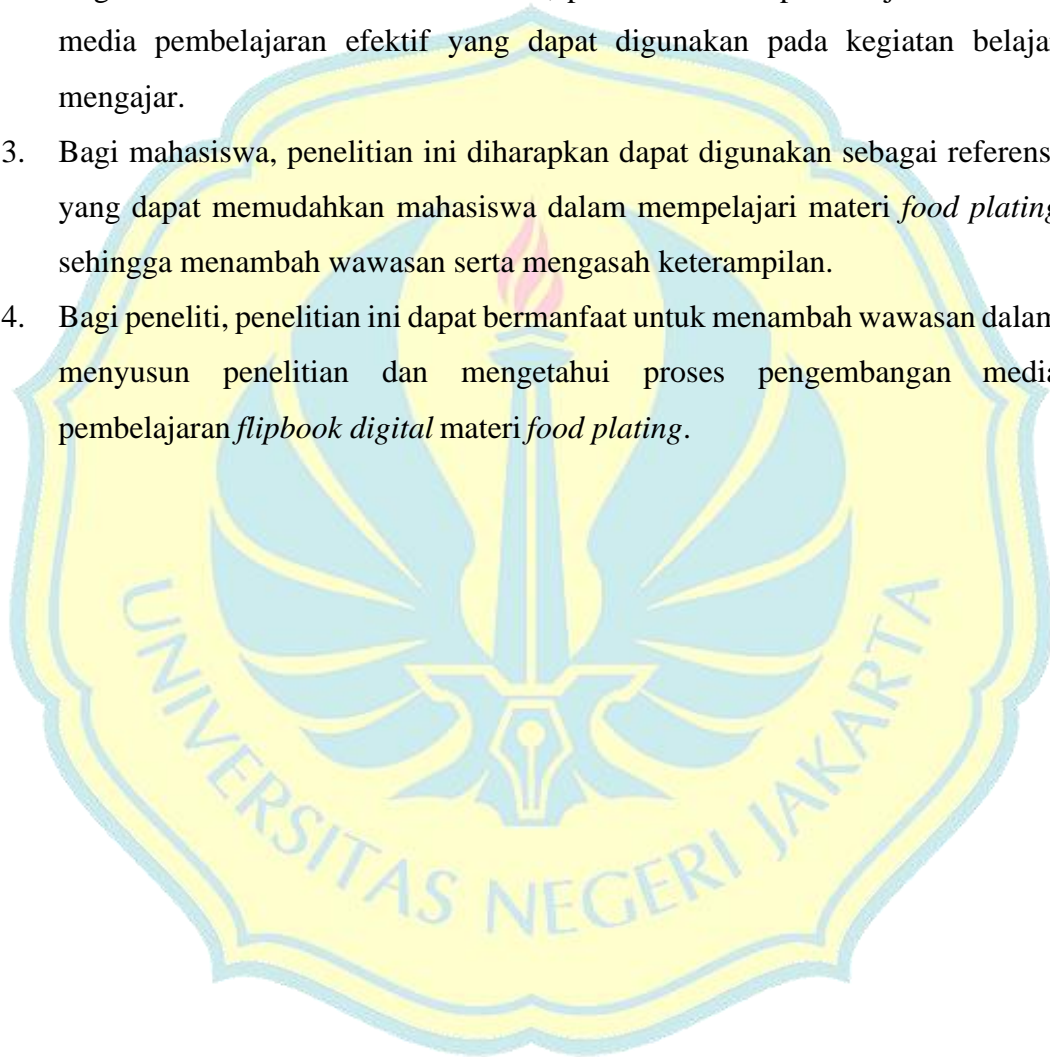 media pembelajaran efektif yang dapat digunakan pada kegiatan belajar
mengajar.
3. Bagi mahasiswa, penelitian ini diharapkan dapat digunakan sebagai referensi
yang dapat memudahkan mahasiswa dalam mempelajari materi food plating
sehingga menambah wawasan serta mengasah keterampilan.
4. Bagi peneliti, penelitian ini dapat bermanfaat untuk menambah wawasan dalam
menyusun penelitian dan mengetahui proses pengembangan media
pembelajaran flipbook digital materi food plating.
UNIVERSITAS NEGERI JAKARTA